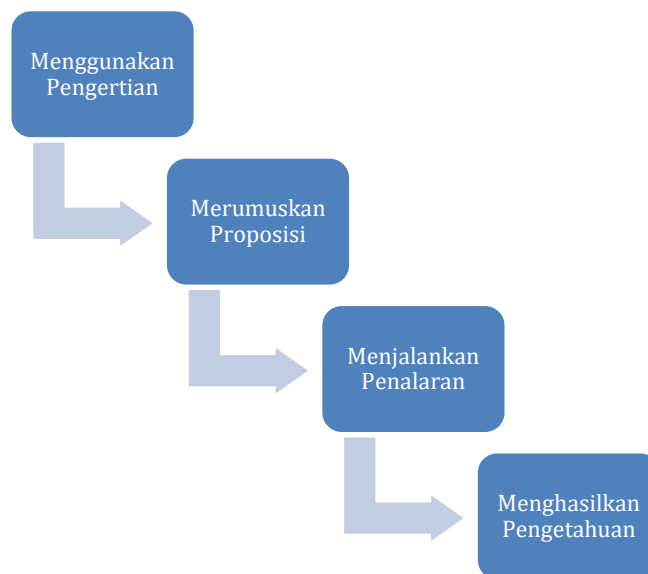 Menggunakan
Pengertian
Merumuskan
Proposisi
Menjalankan
Penalaran
Menghasilkan
Pengetahuan